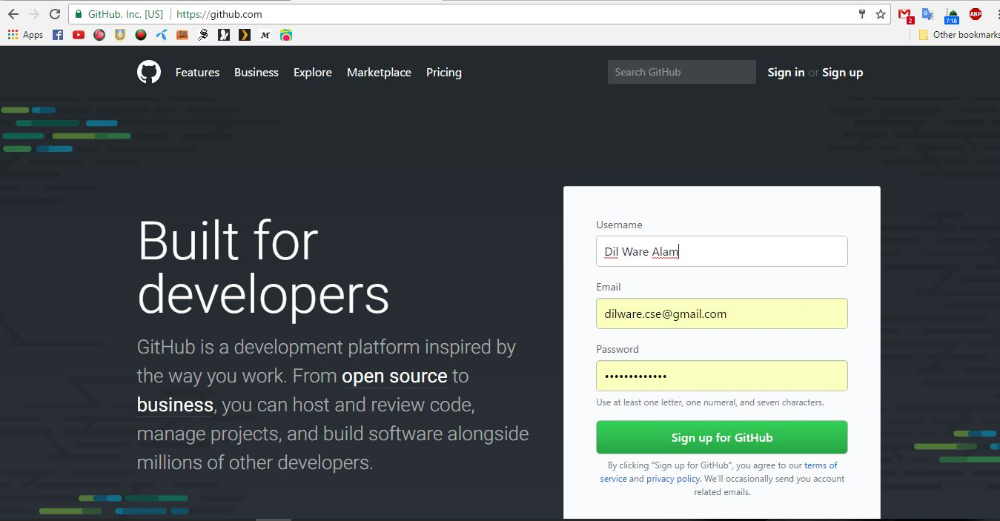 GitHub, Inc. [US] https://github.com
2
7:18
ABP
Apps
Other bookmarks
Features Business Explore Marketplace Pricing
Search GitHub
Sign in or Sign up
Built for
developers
GitHub is a development platform inspired by
the way you work. From open source to
business, you can host and review code,
manage projects, and build software alongside
millions of other developers.
Username
Dil Ware Alam
Email
dilware.cse@gmail.com
Password
•••••••••••••
Use at least one letter, one numeral, and seven characters.
Sign up for GitHub
By clicking "Sign up for GitHub", you agree to our terms of
service and privacy policy. We’ll occasionally send you account
related emails.